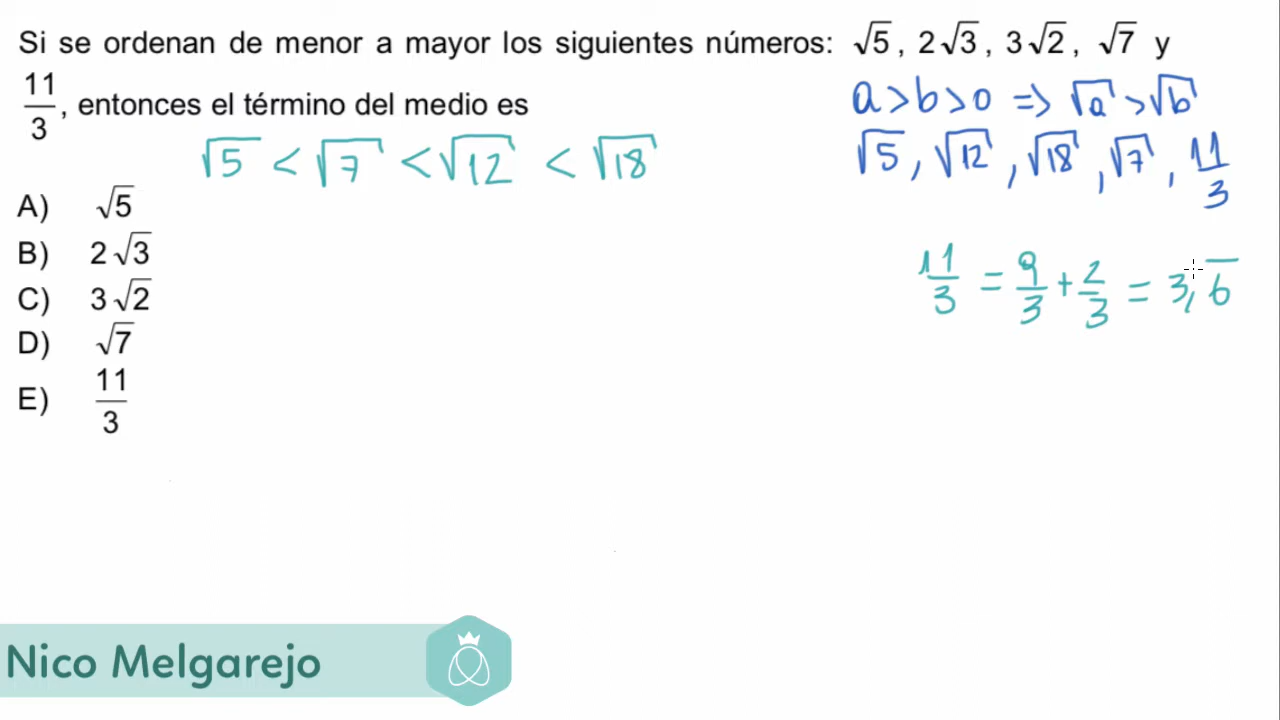 Si se ordenan de menor a mayor los siguientes números: √5, 2√3, 3√2, √7 y
11/3, entonces el término del medio es
a > b > 0 => √a > √b
√5, √12, √18, √7, 11/3
√5 < √7 < √12 < √18
A) √5
B) 2√3
C) 3√2
D) √7
E) 11/3
11/3 = 9/3 + 2/3 = 3,6̅
Nico Melgarejo